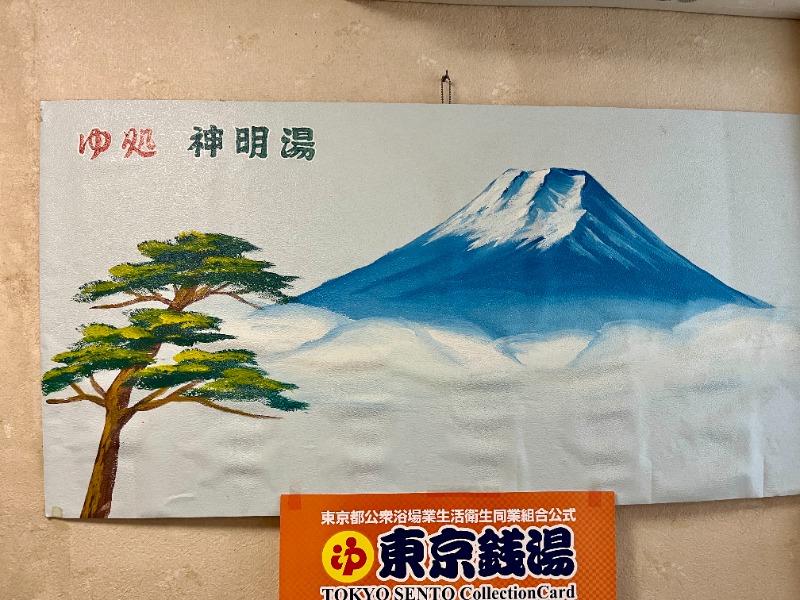 ゆ処 神明湯
東京都公衆浴場業生活衛生同業組合公式
ゆ 東京銭湯
TOKYO SENTO CollectionCard